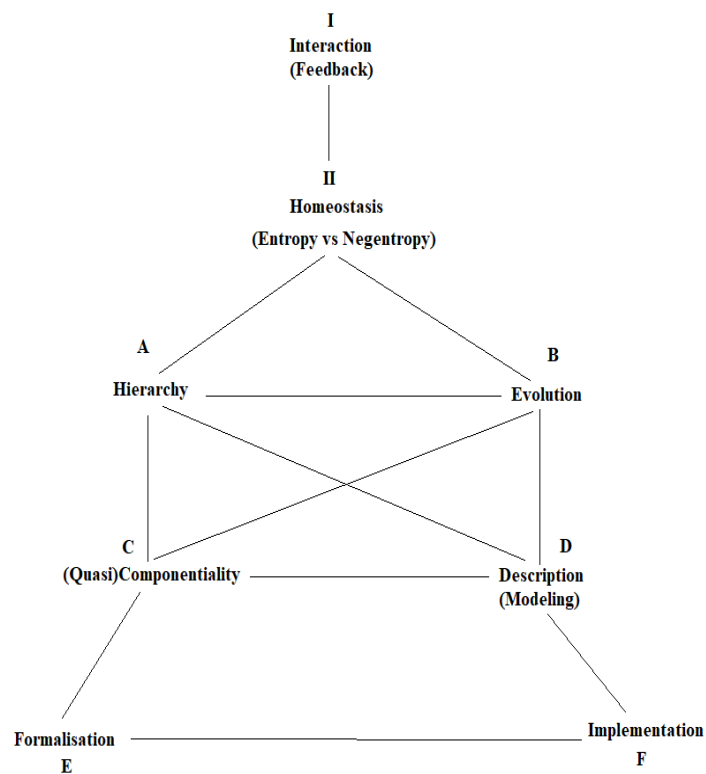 I
Interaction
(Feedback)
II
Homeostasis
(Entropy vs Negentropy)
A
B
Hierarchy
Evolution
C
D
(Quasi)Componentiality
Description
(Modeling)
Formalisation
Implementation
E
F